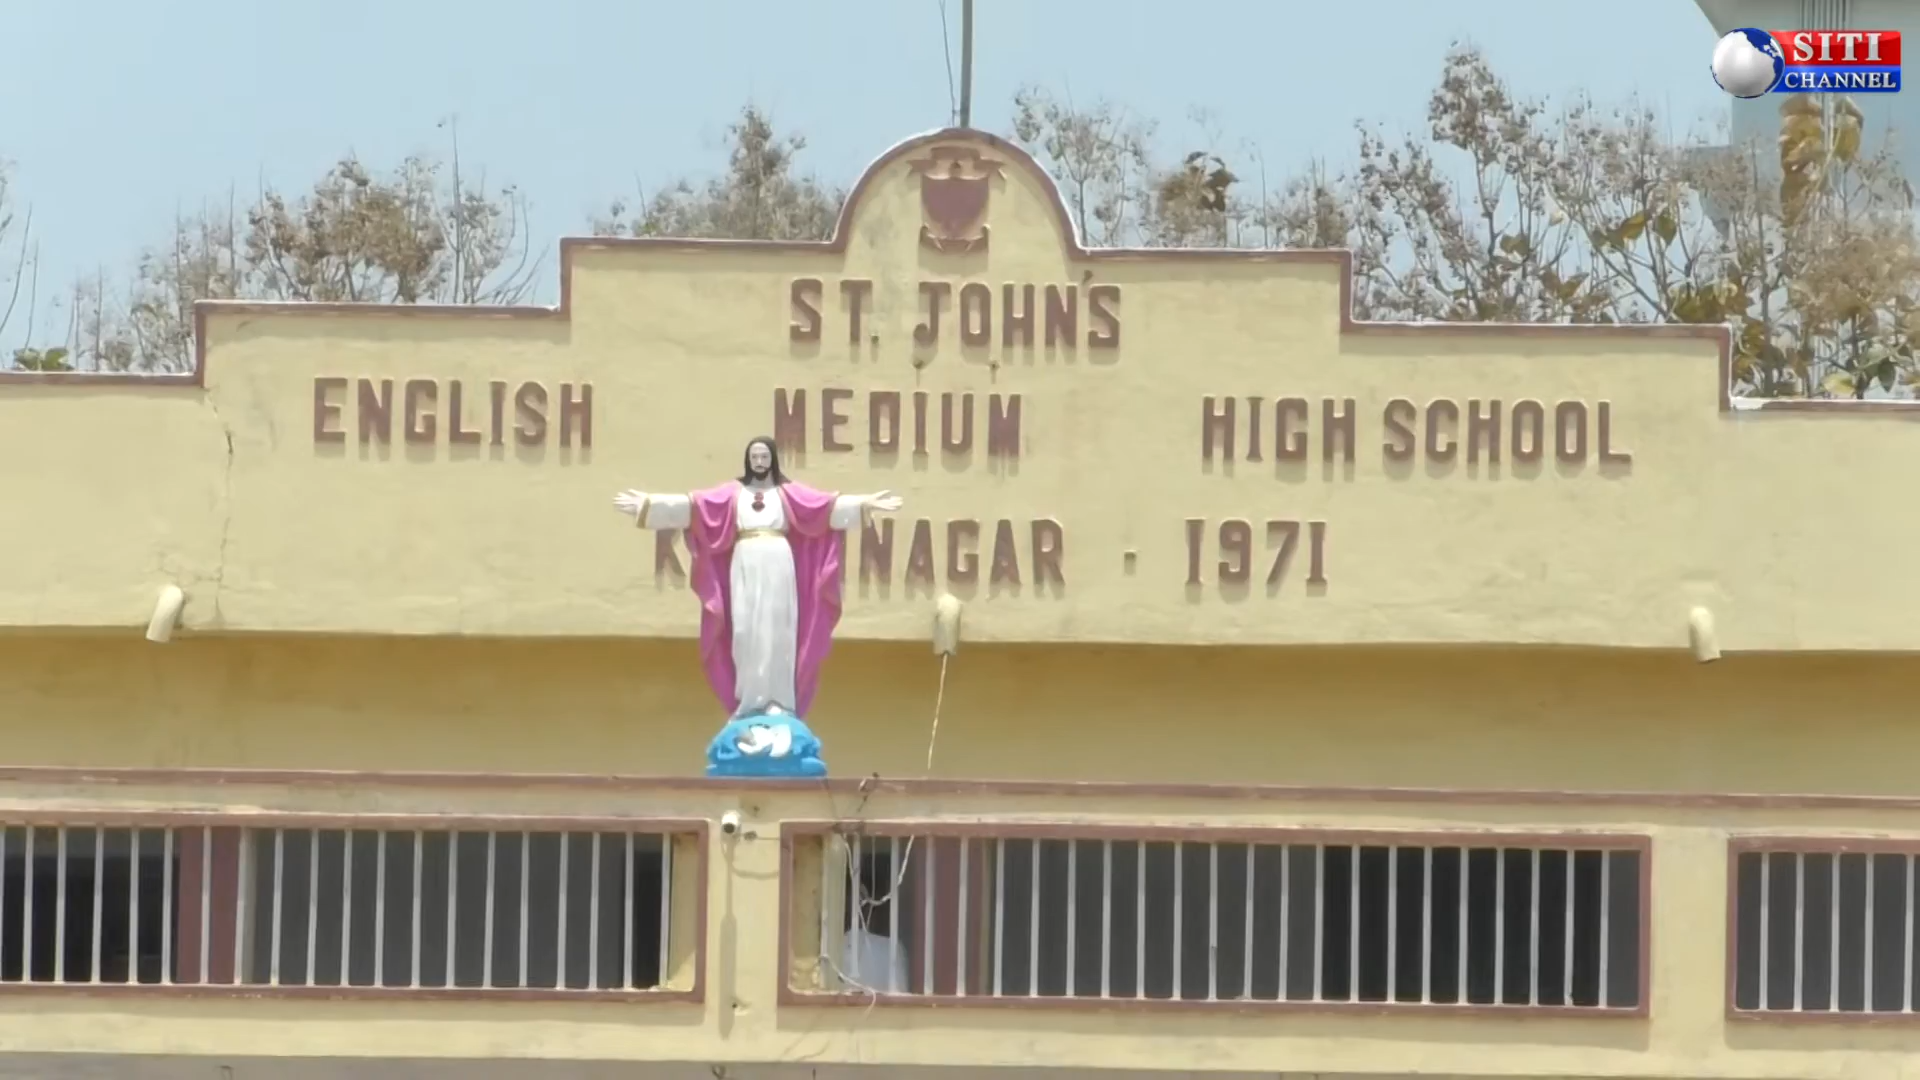 SITI
CHANNEL
ST. JOHN'S
ENGLISH MEDIUM HIGH SCHOOL
- 1971